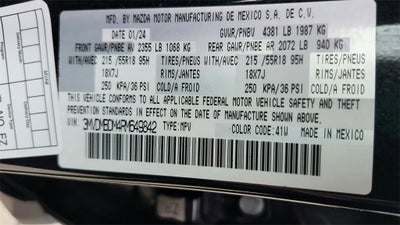 MFD. BY MAZDA MOTOR MANUFACTURING DE MEXICO S.A. DE C.V.
DATE 01/24 GVWR/PNBV 4381 LB 1987 KG
FRONT GAWR/PNBE AV 2355 LB 1068 KG REAR GAWR/PNBE AR 2072 LB 940 KG
WITH/AVEC 215/55R18 95H TIRES/PNEUS WITH/AVEC 215/55R18 95H TIRES/PNEUS
18X7J RIMS/JANTES 18X7J RIMS/JANTES
250 KPA/36 PSI COLD/A FROID 250 KPA/36 PSI COLD/A FROID
THIS VEHICLE CONFORMS TO ALL APPLICABLE FEDERAL MOTOR VEHICLE SAFETY AND THEFT
PREVENTION STANDARDS IN EFFECT ON THE DATE OF MANUFACTURE SHOWN ABOVE.
VIN: TYPE:MPV COLOR CODE:41W MADE IN MEXICO